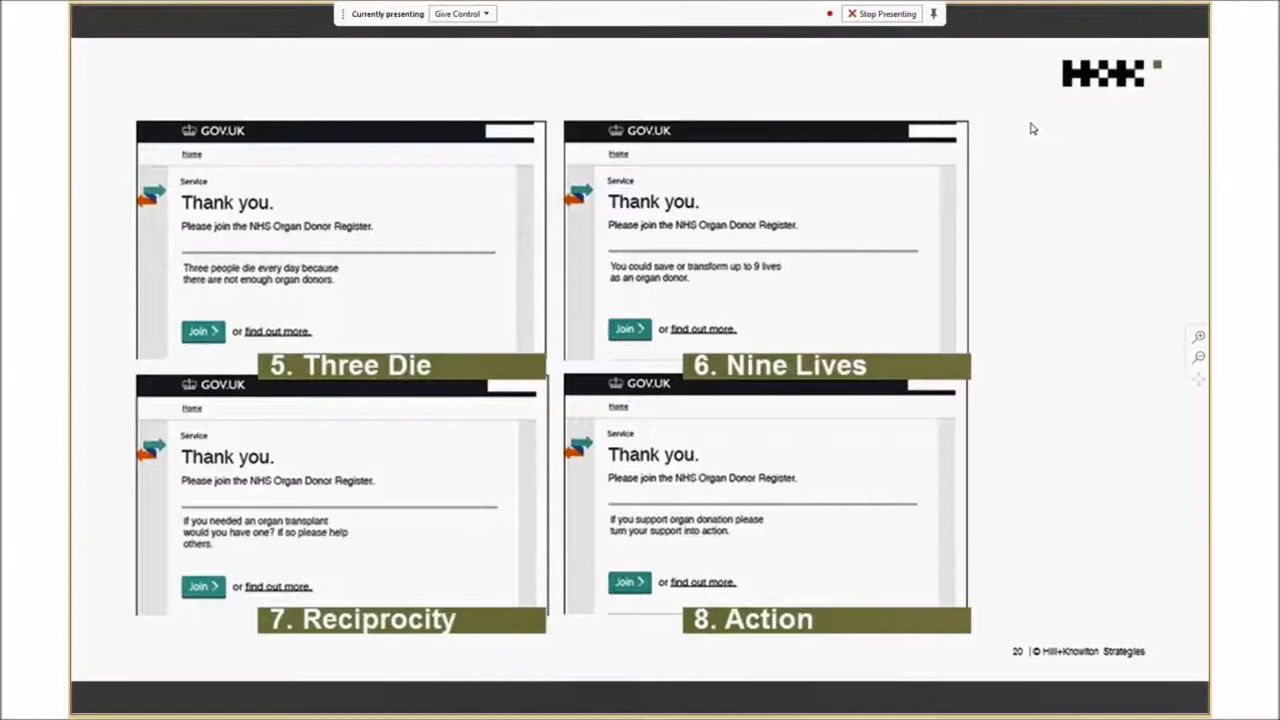 Currently presenting Give Control Stop Presenting
H+K
GOV.UK
Home
Service
Thank you.
Please join the NHS Organ Donor Register.
Three people die every day because
there are not enough organ donors.
Join or find out more.
5. Three Die
GOV.UK
Home
Service
Thank you.
Please join the NHS Organ Donor Register.
You could save or transform up to 9 lives
as an organ donor.
Join or find out more.
6. Nine Lives
GOV.UK
Home
Service
Thank you.
Please join the NHS Organ Donor Register.
If you needed an organ transplant
would you have one? If so please help
others.
Join or find out more.
7. Reciprocity
GOV.UK
Home
Service
Thank you.
Please join the NHS Organ Donor Register.
If you support organ donation please
turn your support into action.
Join or find out more.
8. Action
20 | © Hill+Knowlton Strategies